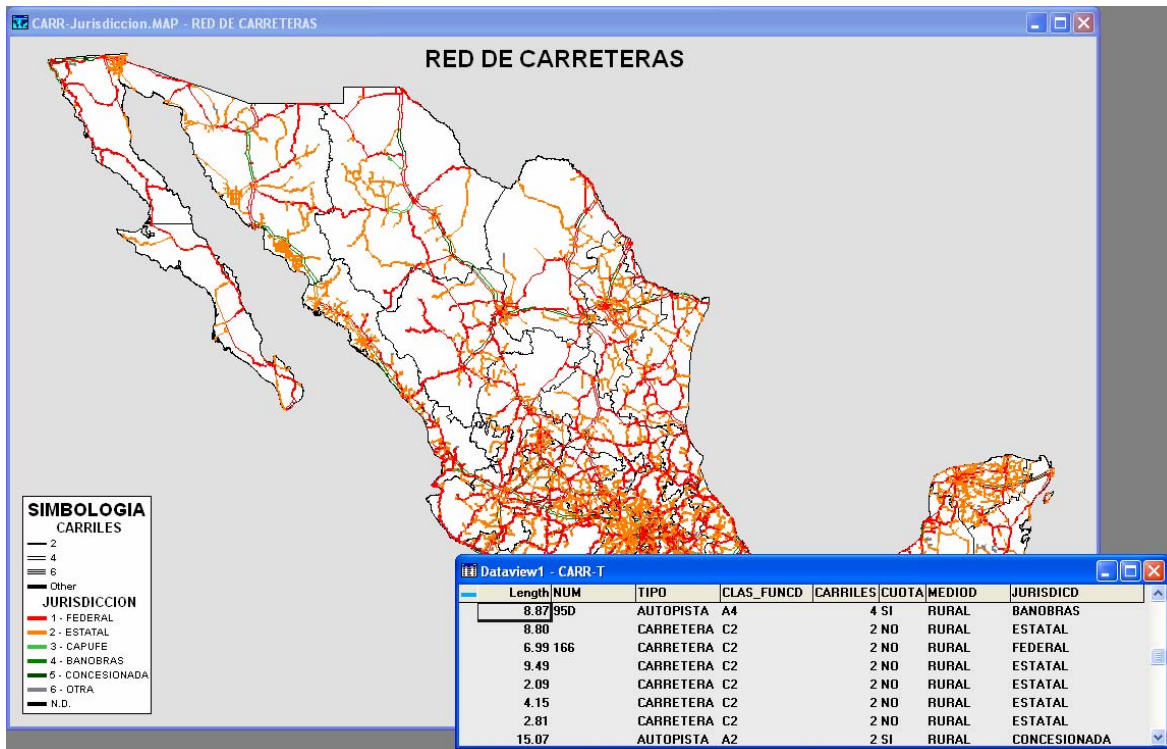 CARR-Jurisdiccion.MAP - RED DE CARRETERAS
RED DE CARRETERAS
SIMBOLOGIA
CARRILES
2
4
6
Other
JURISDICCION
1 - FEDERAL
2 - ESTATAL
3 - CAPUFE
4 - BANOBRAS
5 - CONCESIONADA
6 - OTRA
N.D.
Dataview1 - CARR-T
Length NUM TIPO CLAS_FUNCD CARRILES CUOTA MEDIOD JURISDICD
8.87 95D AUTOPISTA A4 4 SI RURAL BANOBRAS
8.80 CARRETERA C2 2 NO RURAL ESTATAL
6.99 166 CARRETERA C2 2 NO RURAL FEDERAL
9.49 CARRETERA C2 2 NO RURAL ESTATAL
2.09 CARRETERA C2 2 NO RURAL ESTATAL
4.15 CARRETERA C2 2 NO RURAL ESTATAL
2.81 CARRETERA C2 2 NO RURAL ESTATAL
15.07 AUTOPISTA A2 2 SI RURAL CONCESIONADA